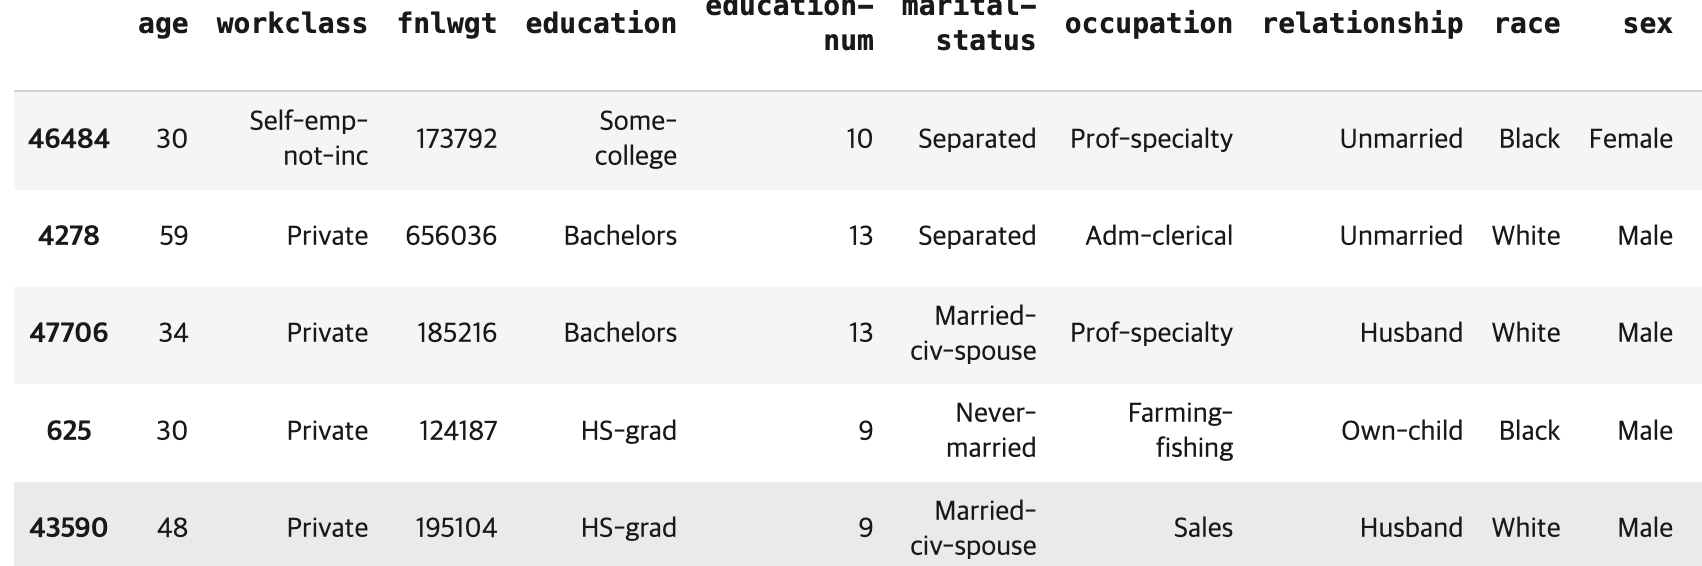 age workclass fnlwgt education education-num marital-status occupation relationship race sex
46484 30 Self-emp-not-inc 173792 Some-college 10 Separated Prof-specialty Unmarried Black Female
4278 59 Private 656036 Bachelors 13 Separated Adm-clerical Unmarried White Male
47706 34 Private 185216 Bachelors 13 Married-civ-spouse Prof-specialty Husband White Male
625 30 Private 124187 HS-grad 9 Never-married Farming-fishing Own-child Black Male
43590 48 Private 195104 HS-grad 9 Married-civ-spouse Sales Husband White Male